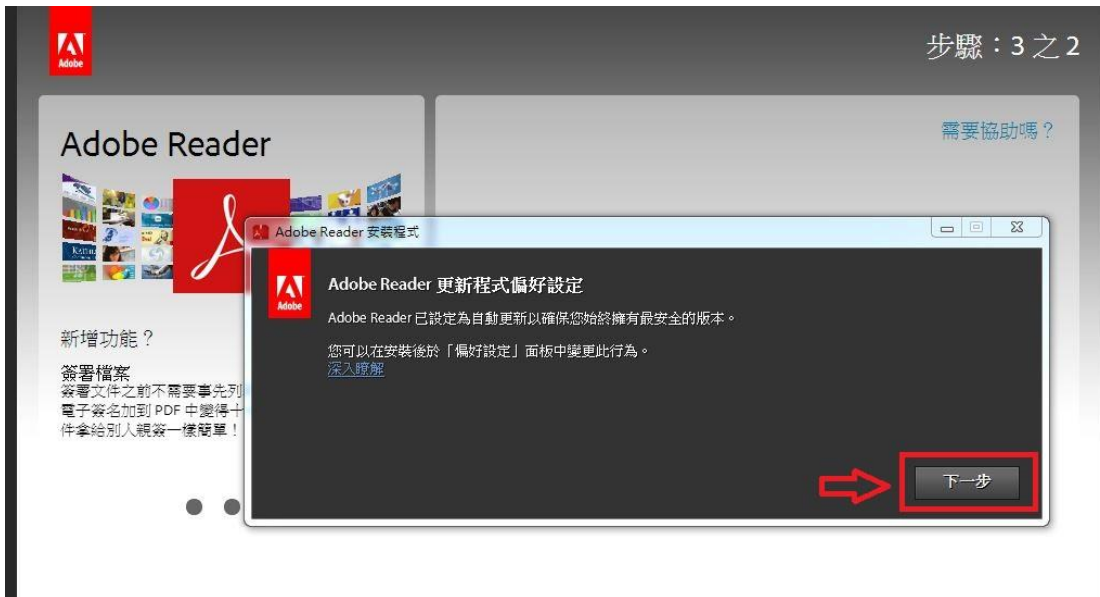 Adobe
步驟：3 之 2
Adobe Reader
需要協助嗎？
新增功能？
簽署檔案
簽署文件之前不需要事先列
電子簽名加到 PDF 中變得十
件拿給別人親簽一樣簡單！
Adobe Reader 安裝程式
Adobe
Adobe Reader 更新程式偏好設定
Adobe Reader 已設定為自動更新以確保您始終擁有最安全的版本。
您可以在安裝後於「偏好設定」面板中變更此行為。
深入瞭解
下一步